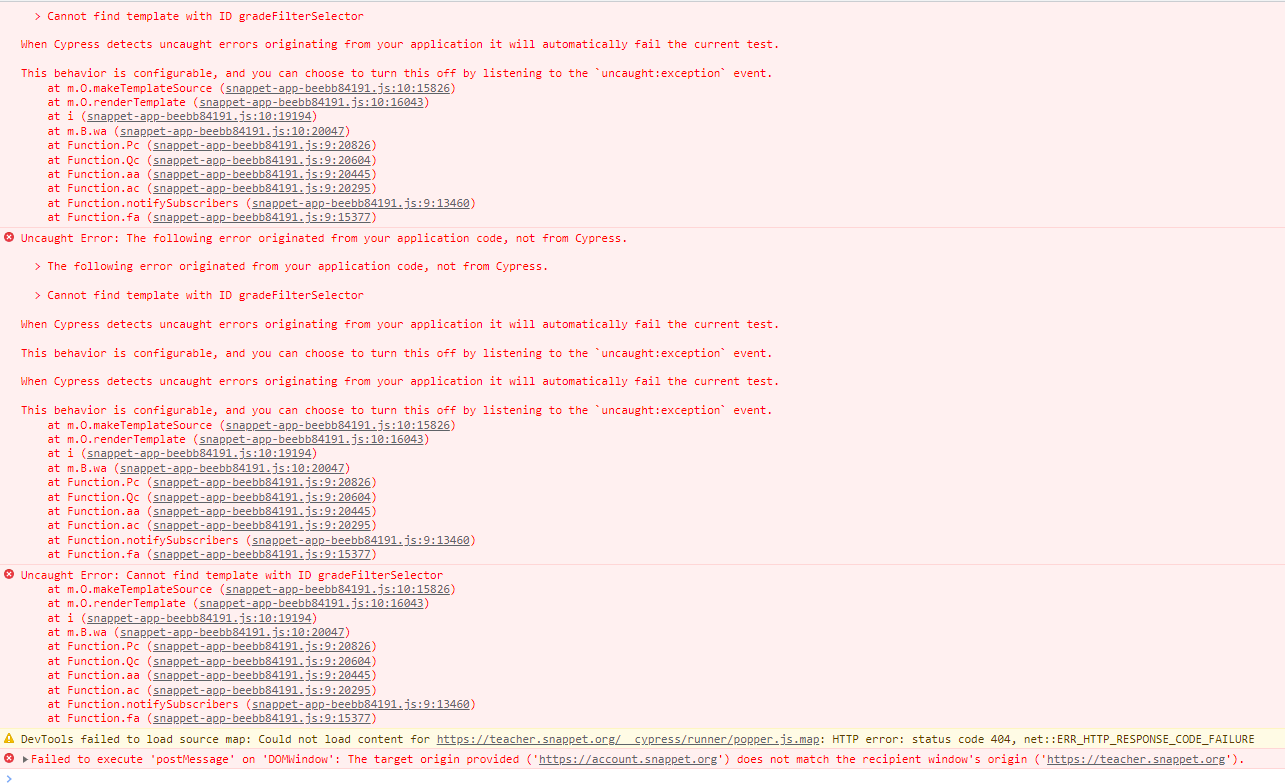 > Cannot find template with ID gradeFilterSelector
When Cypress detects uncaught errors originating from your application it will automatically fail the current test.
This behavior is configurable, and you can choose to turn this off by listening to the `uncaught:exception` event.
at m.O.makeTemplateSource (snappet-app-beebb84191.js:10:15826)
at m.O.renderTemplate (snappet-app-beebb84191.js:10:16043)
at i (snappet-app-beebb84191.js:10:19194)
at m.B.wa (snappet-app-beebb84191.js:10:20047)
at Function.Pc (snappet-app-beebb84191.js:9:20826)
at Function.Qc (snappet-app-beebb84191.js:9:20604)
at Function.aa (snappet-app-beebb84191.js:9:20445)
at Function.ac (snappet-app-beebb84191.js:9:20295)
at Function.notifySubscribers (snappet-app-beebb84191.js:9:13460)
at Function.fa (snappet-app-beebb84191.js:9:15377)
Uncaught Error: The following error originated from your application code, not from Cypress.
> The following error originated from your application code, not from Cypress.
> Cannot find template with ID gradeFilterSelector
When Cypress detects uncaught errors originating from your application it will automatically fail the current test.
This behavior is configurable, and you can choose to turn this off by listening to the `uncaught:exception` event.
When Cypress detects uncaught errors originating from your application it will automatically fail the current test.
This behavior is configurable, and you can choose to turn this off by listening to the `uncaught:exception` event.
at m.O.makeTemplateSource (snappet-app-beebb84191.js:10:15826)
at m.O.renderTemplate (snappet-app-beebb84191.js:10:16043)
at i (snappet-app-beebb84191.js:10:19194)
at m.B.wa (snappet-app-beebb84191.js:10:20047)
at Function.Pc (snappet-app-beebb84191.js:9:20826)
at Function.Qc (snappet-app-beebb84191.js:9:20604)
at Function.aa (snappet-app-beebb84191.js:9:20445)
at Function.ac (snappet-app-beebb84191.js:9:20295)
at Function.notifySubscribers (snappet-app-beebb84191.js:9:13460)
at Function.fa (snappet-app-beebb84191.js:9:15377)
Uncaught Error: Cannot find template with ID gradeFilterSelector
at m.O.makeTemplateSource (snappet-app-beebb84191.js:10:15826)
at m.O.renderTemplate (snappet-app-beebb84191.js:10:16043)
at i (snappet-app-beebb84191.js:10:19194)
at m.B.wa (snappet-app-beebb84191.js:10:20047)
at Function.Pc (snappet-app-beebb84191.js:9:20826)
at Function.Qc (snappet-app-beebb84191.js:9:20604)
at Function.aa (snappet-app-beebb84191.js:9:20445)
at Function.ac (snappet-app-beebb84191.js:9:20295)
at Function.notifySubscribers (snappet-app-beebb84191.js:9:13460)
at Function.fa (snappet-app-beebb84191.js:9:15377)
DevTools failed to load source map: Could not load content for https://teacher.snappet.org/__cypress/runner/popper.js.map: HTTP error: status code 404, net::ERR_HTTP_RESPONSE_CODE_FAILURE
Failed to execute 'postMessage' on 'DOMWindow': The target origin provided ('https://account.snappet.org') does not match the recipient window's origin ('https://teacher.snappet.org').
>